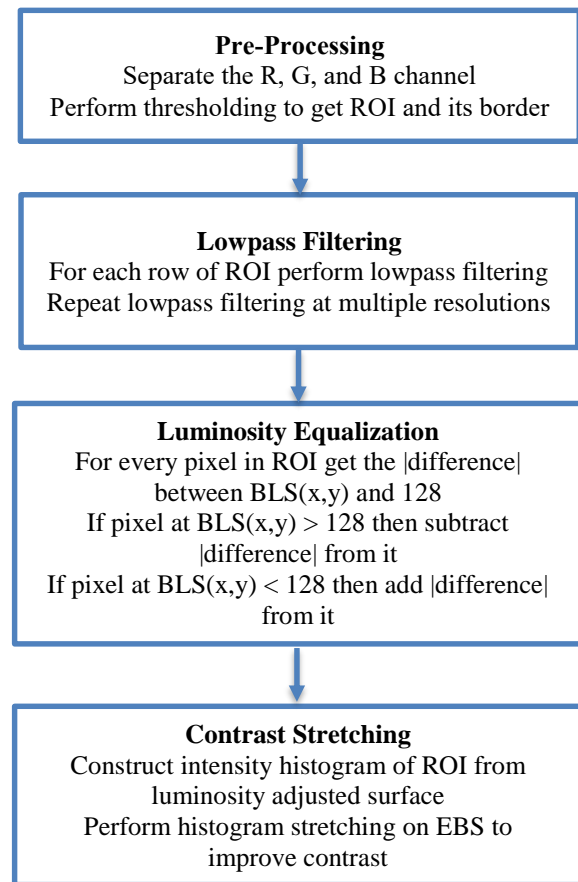 Pre-Processing
Separate the R, G, and B channel
Perform thresholding to get ROI and its border
Lowpass Filtering
For each row of ROI perform lowpass filtering
Repeat lowpass filtering at multiple resolutions
Luminosity Equalization
For every pixel in ROI get the |difference|
between BLS(x,y) and 128
If pixel at BLS(x,y) > 128 then subtract
|difference| from it
If pixel at BLS(x,y) < 128 then add |difference|
from it
Contrast Stretching
Construct intensity histogram of ROI from
luminosity adjusted surface
Perform histogram stretching on EBS to
improve contrast